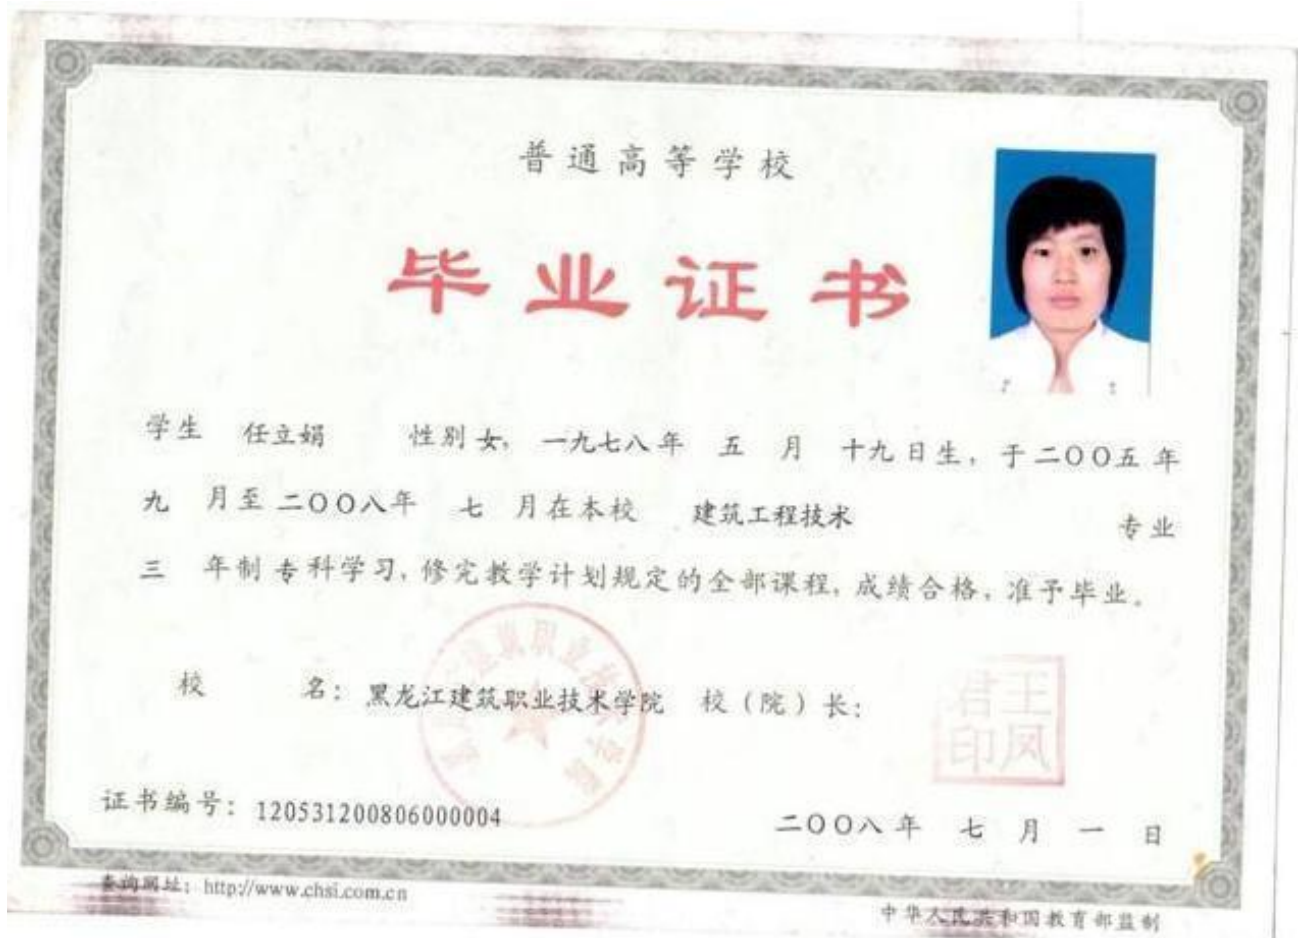 普通高等学校
毕业证书
学生 任立娟 性别 女, 一九七八年 五 月 十九日生, 于二〇〇五年
九 月至二〇〇八年 七 月在本校 建筑工程技术 专业
三 年制专科学习, 修完教学计划规定的全部课程, 成绩合格, 准予毕业。
校 名: 黑龙江建筑职业技术学院 校(院)长:
王凤
君印
证书编号: 120531200806000004
二〇〇八年 七 月 一 日
查询网址: http://www.chsi.com.cn
中华人民共和国教育部监制